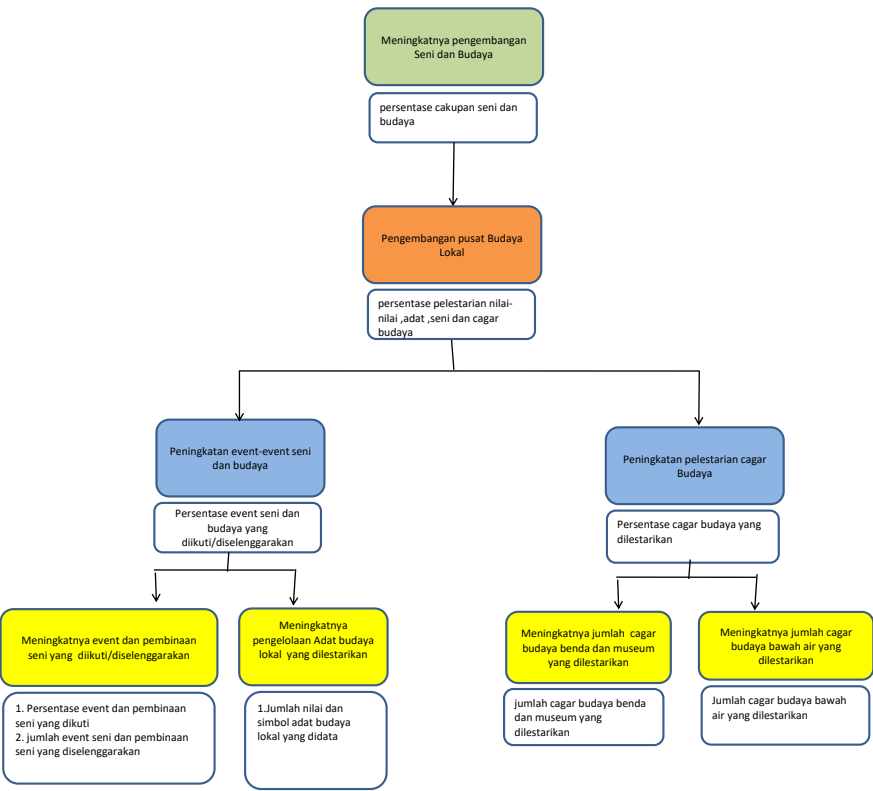 Meningkatnya pengembangan
Seni dan Budaya
persentase cakupan seni dan
budaya
Pengembangan pusat Budaya
Lokal
persentase pelestarian nilai-
nilai ,adat ,seni dan cagar
budaya
Peningkatan event-event seni
dan budaya
Persentase event seni dan
budaya yang
diikuti/diselenggarakan
Peningkatan pelestarian cagar
Budaya
Persentase cagar budaya yang
dilestarikan
Meningkatnya event dan pembinaan
seni yang diikuti/diselenggarakan
1. Persentase event dan pembinaan
seni yang dikuti
2. jumlah event seni dan pembinaan
seni yang diselenggarakan
Meningkatnya
pengelolaan Adat budaya
lokal yang dilestarikan
1.Jumlah nilai dan
simbol adat budaya
lokal yang didata
Meningkatnya jumlah cagar
budaya benda dan museum
yang dilestarikan
jumlah cagar budaya benda
dan museum yang
dilestarikan
Meningkatnya jumlah cagar
budaya bawah air yang
dilestarikan
Jumlah cagar budaya bawah
air yang dilestarikan